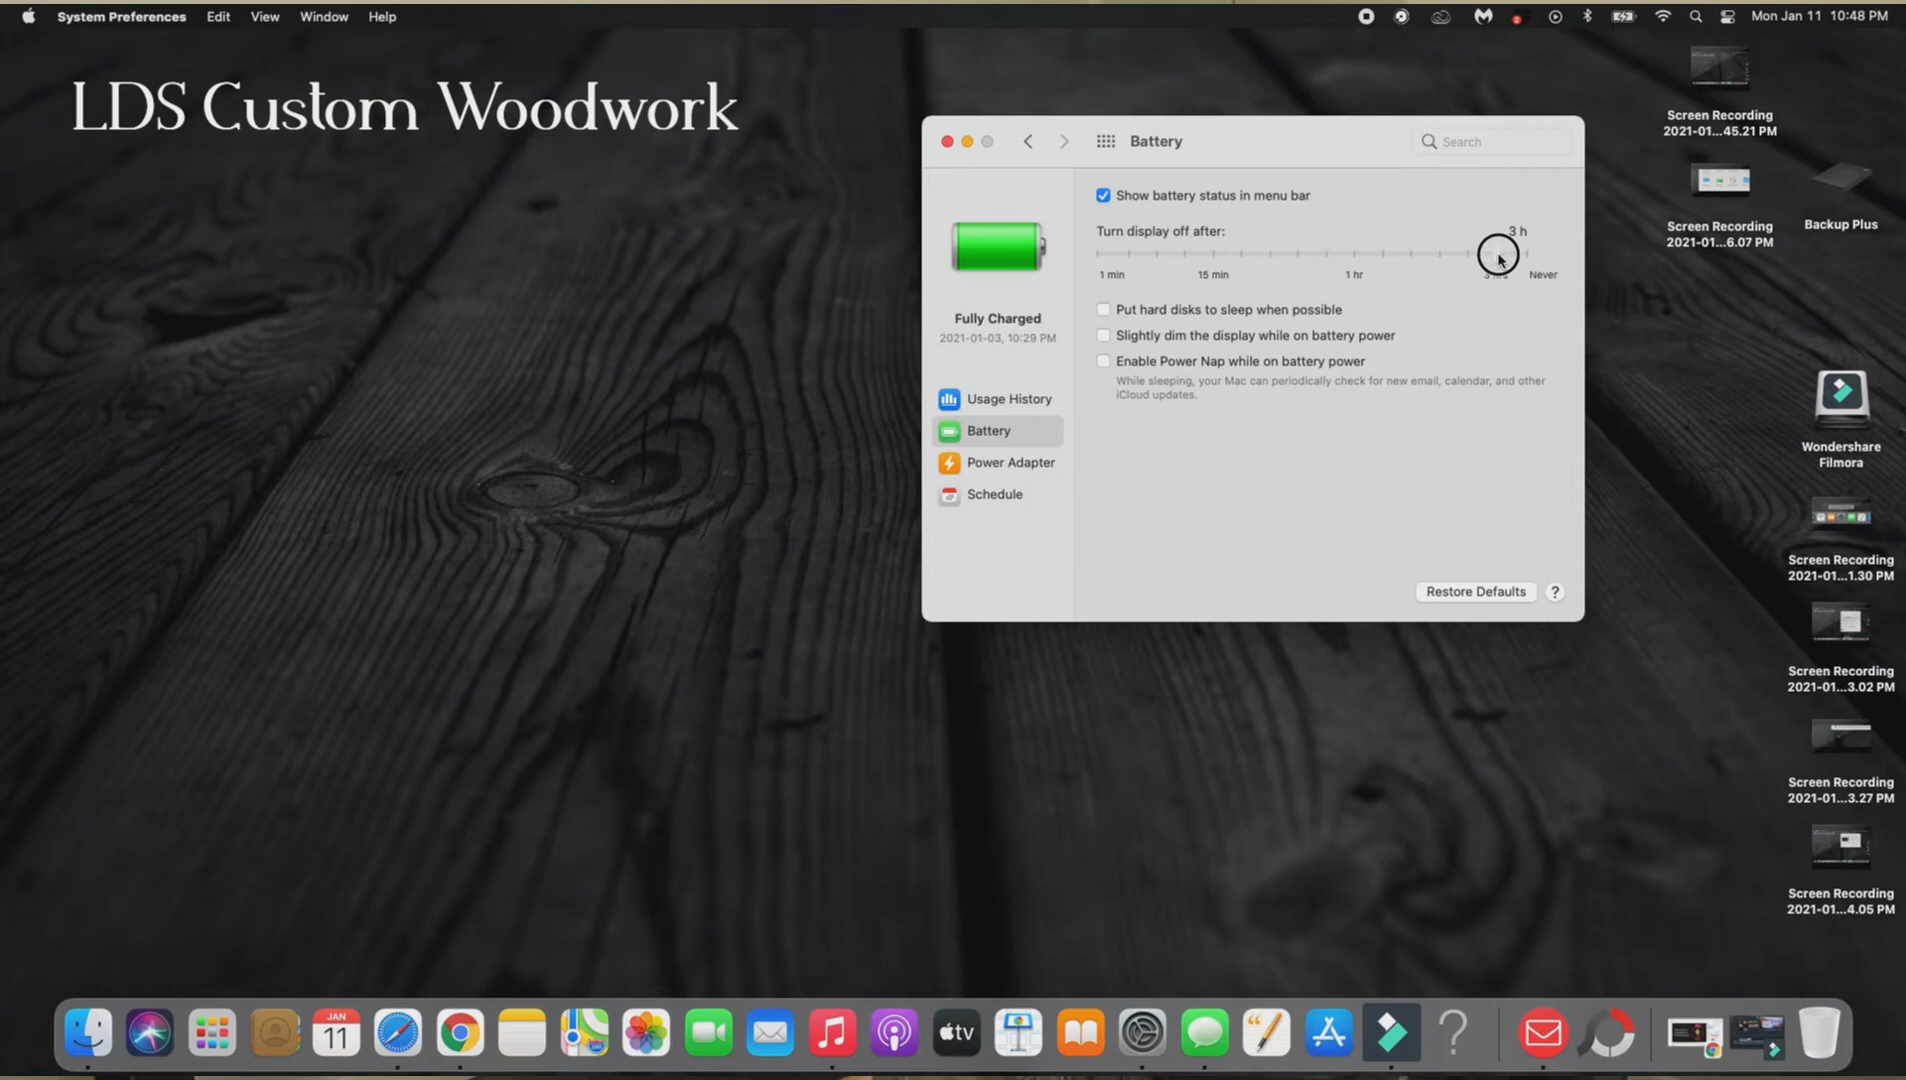 System Preferences Edit View Window Help
2
Mon Jan 11 10:48 PM
LDS Custom Woodwork
Battery
Search
Show battery status in menu bar
Turn display off after:
3 h
1 min
15 min
1 hr
Never
Put hard disks to sleep when possible
Slightly dim the display while on battery power
Enable Power Nap while on battery power
While sleeping, your Mac can periodically check for new email, calendar, and other
iCloud updates.
Fully Charged
2021-01-03, 10:29 PM
Usage History
Battery
Power Adapter
Schedule
Restore Defaults
?
Screen Recording
2021-01...45.21 PM
Screen Recording
2021-01...6.07 PM
Backup Plus
Wondershare
Filmora
Screen Recording
2021-01...1.30 PM
Screen Recording
2021-01...3.02 PM
Screen Recording
2021-01...3.27 PM
Screen Recording
2021-01...4.05 PM
JAN
11
tv
?